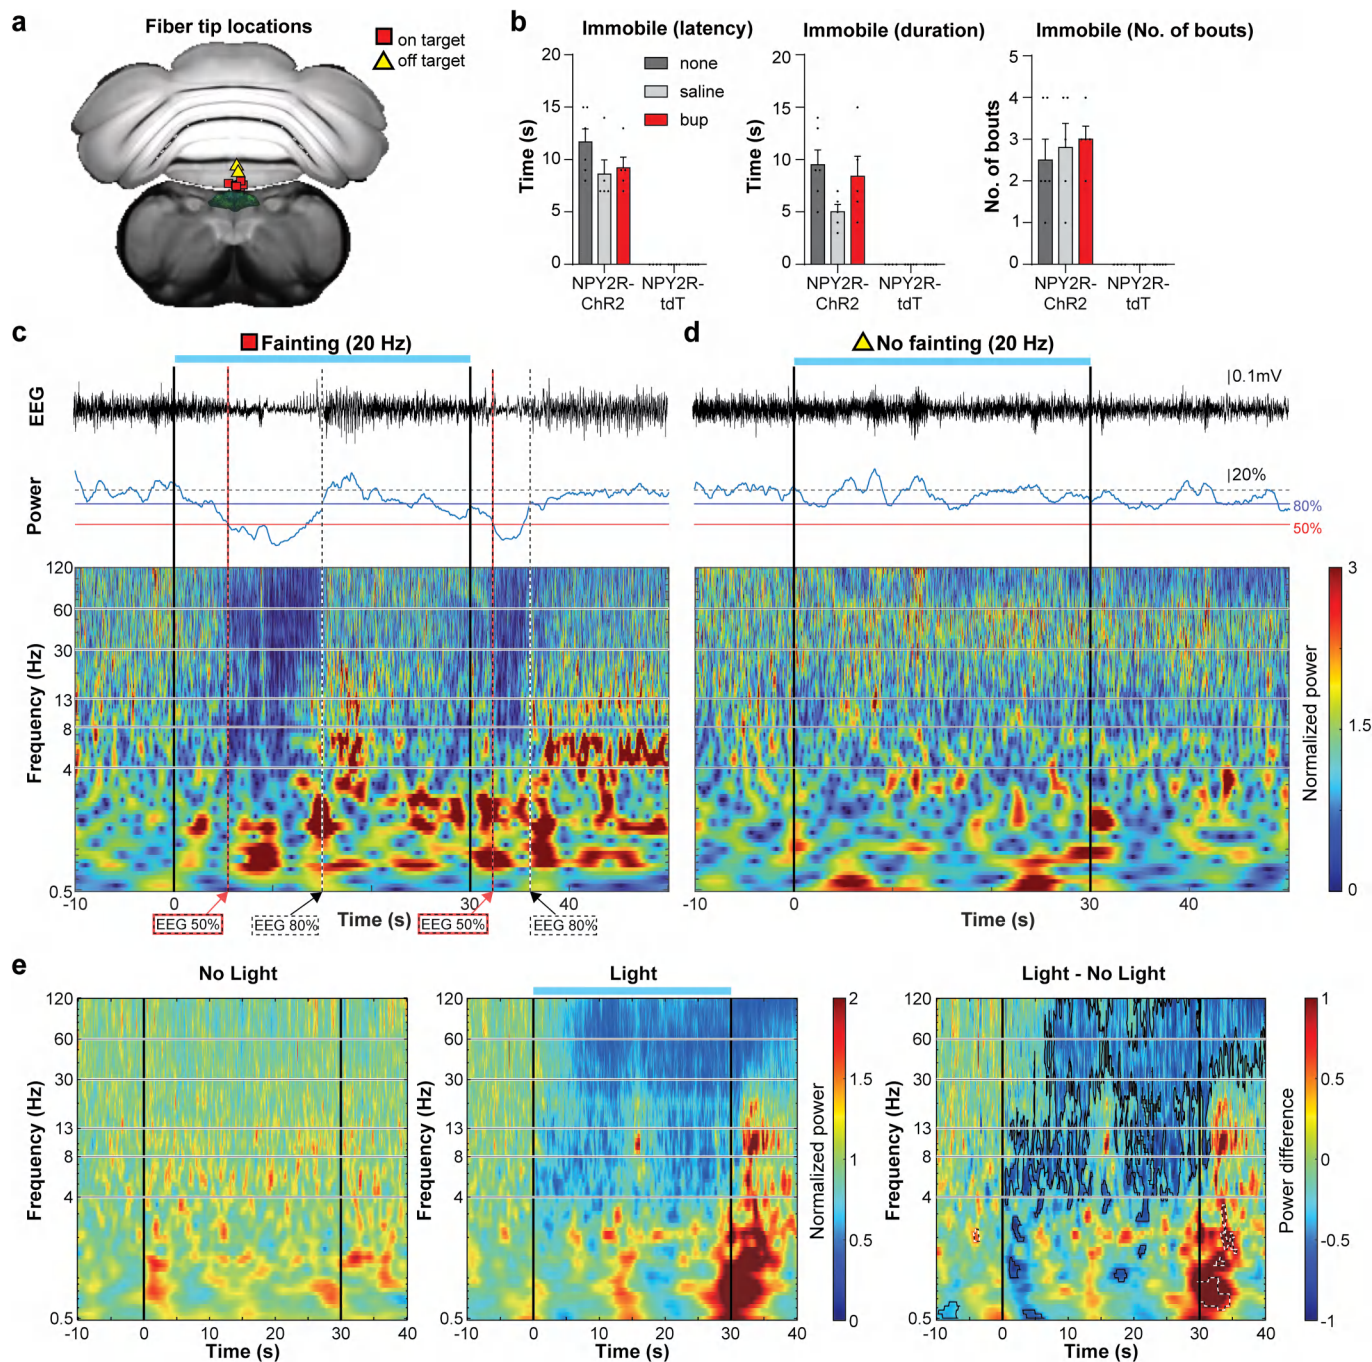 a
Fiber tip locations
on target
off target
b
Immobile (latency)
Immobile (duration)
Immobile (No. of bouts)
none
saline
bup
Time (s)
20
15
10
5
0
NPY2R-
ChR2
NPY2R-
tdT
Time (s)
20
15
10
5
0
NPY2R-
ChR2
NPY2R-
tdT
No. of bouts
5
4
3
2
1
0
NPY2R-
ChR2
NPY2R-
tdT
c
Fainting (20 Hz)
EEG
Power
Frequency (Hz)
120
60
30
13
8
4
0.5
-10
0
30
40
Time (s)
EEG 50%
EEG 80%
EEG 50%
EEG 80%
d
No fainting (20 Hz)
|0.1mV
|20%
80%
50%
-10
0
30
40
Time (s)
3
1.5
0
Normalized power
e
No Light
Frequency (Hz)
120
60
30
13
8
4
0.5
-10
0
10
20
30
40
Time (s)
Light
Frequency (Hz)
120
60
30
13
8
4
0.5
-10
0
10
20
30
40
Time (s)
2
1.5
1
0.5
0
Normalized power
Light - No Light
Frequency (Hz)
120
60
30
13
8
4
0.5
-10
0
10
20
30
40
Time (s)
1
0.5
0
-0.5
-1
Power difference